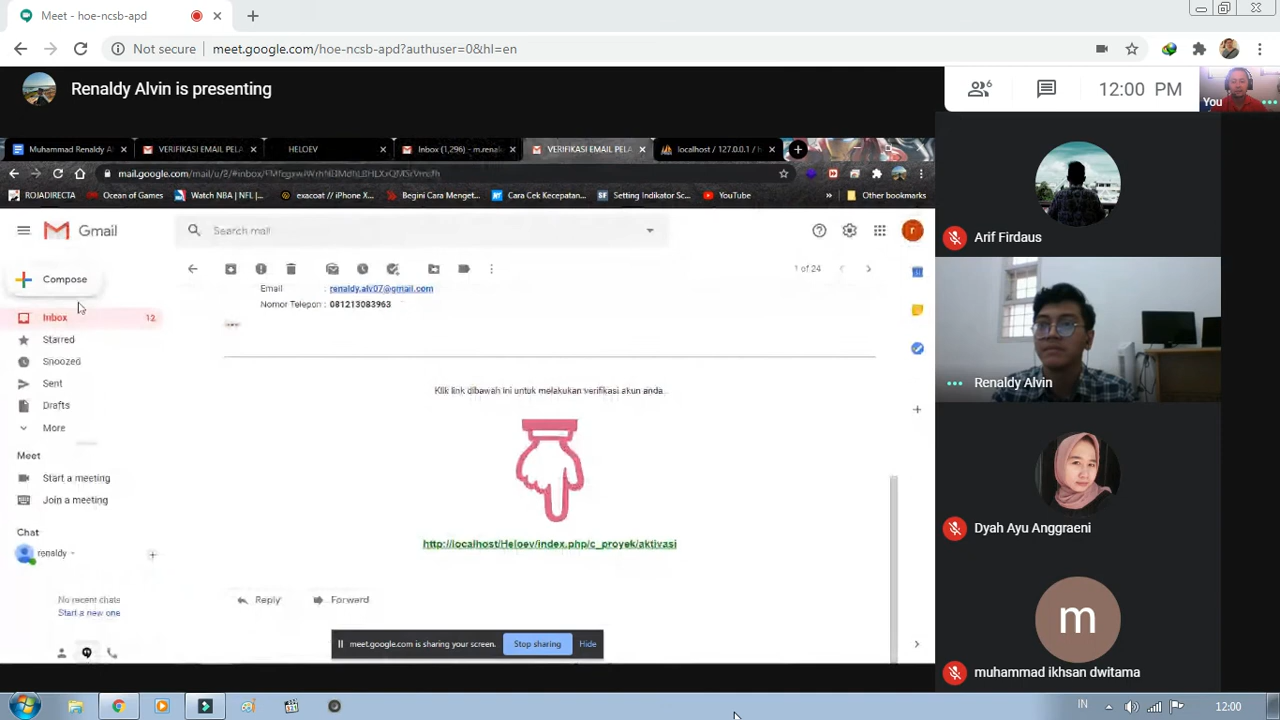 Meet - hoe-ncsb-apd
Not secure
meet.google.com/hoe-ncsb-apd?authuser=0&hl=en
Renaldy Alvin is presenting
6
12:00 PM
You
Muhammad Renaldy A
VERIFIKASI EMAIL PELA
HELOEV
Inbox (1,296) - m.rena
VERIFIKASI EMAIL PELA
localhost / 127.0.0.1 / h
ROJADIRECTA
Ocean of Games
Watch NBA | NFL |
exacoat // iPhone X...
Begini Cara Menget...
Cara Cek Kecepatan...
Setting Indikator Sc...
YouTube
Other bookmarks
Gmail
Search mail
Compose
1 of 24
Email : renaldy.alv07@gmail.com
Nomor Telepon : 081213083963
Inbox 12
Starred
Snoozed
Sent
Drafts
More
Klik link dibawah ini untuk melakukan verifikasi akun anda.
Meet
Start a meeting
Join a meeting
Chat
renaldy
http://localhost/Heloev/index.php/c_proyek/aktivasi
No recent chats
Start a new one
Reply
Forward
meet.google.com is sharing your screen.
Stop sharing
Hide
Arif Firdaus
Renaldy Alvin
Dyah Ayu Anggraeni
m
muhammad ikhsan dwitama
IN
12:00